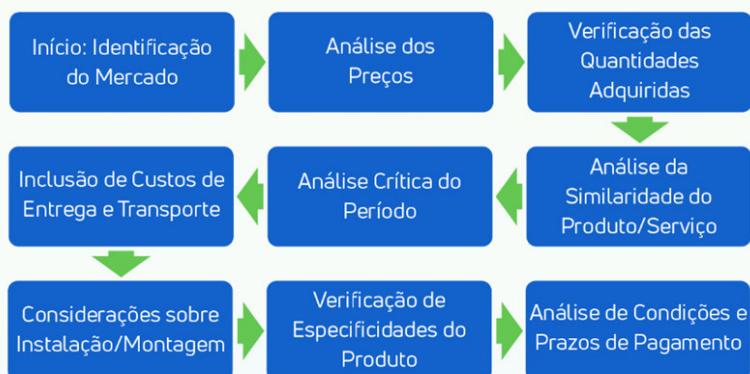 Início: Identificação
do Mercado
Análise dos
Preços
Verificação das
Quantidades
Adquiridas
Análise da
Similaridade do
Produto/Serviço
Análise Crítica do
Período
Inclusão de Custos de
Entrega e Transporte
Considerações sobre
Instalação/Montagem
Verificação de
Especificidades do
Produto
Análise de Condições e
Prazos de Pagamento